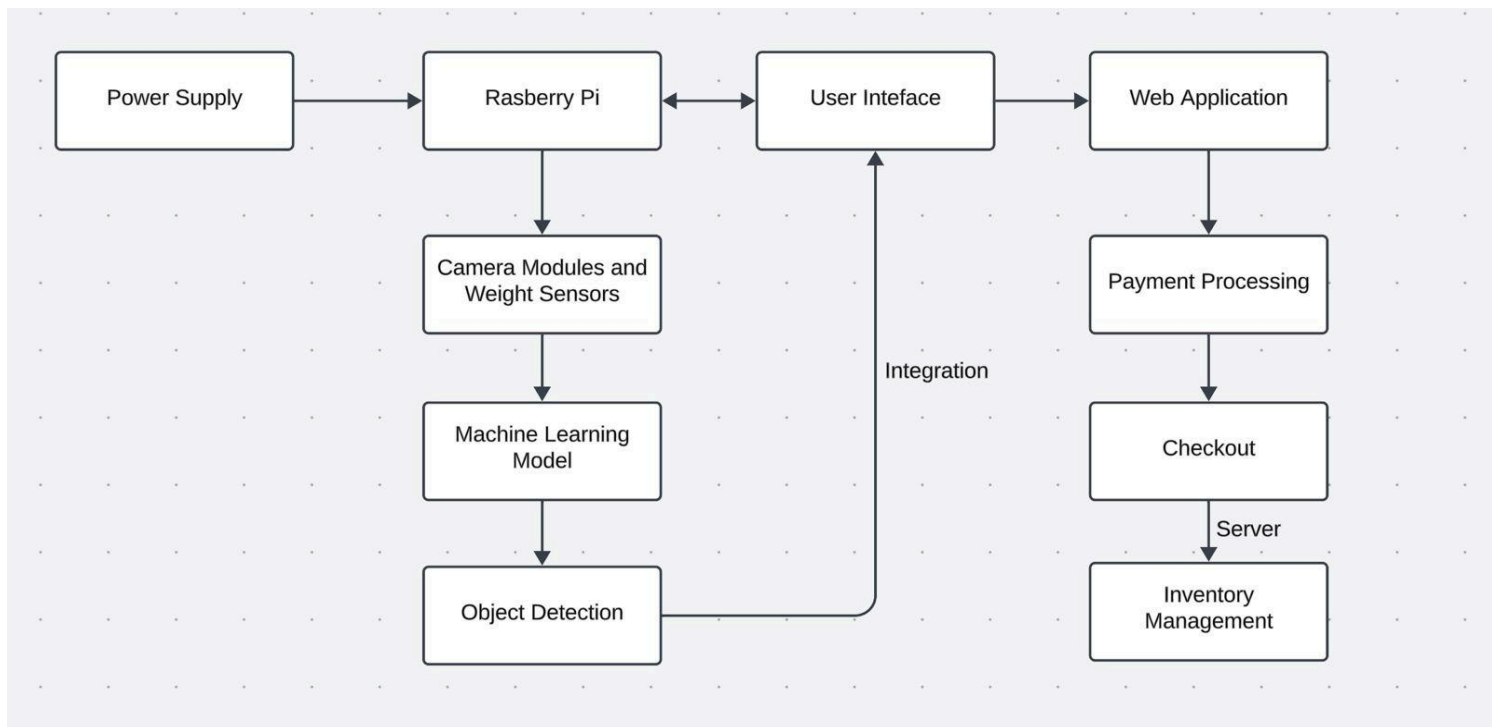 Power Supply
Rasberry Pi
User Inteface
Web Application
Camera Modules and
Weight Sensors
Payment Processing
Integration
Machine Learning
Model
Checkout
Server
Object Detection
Inventory
Management